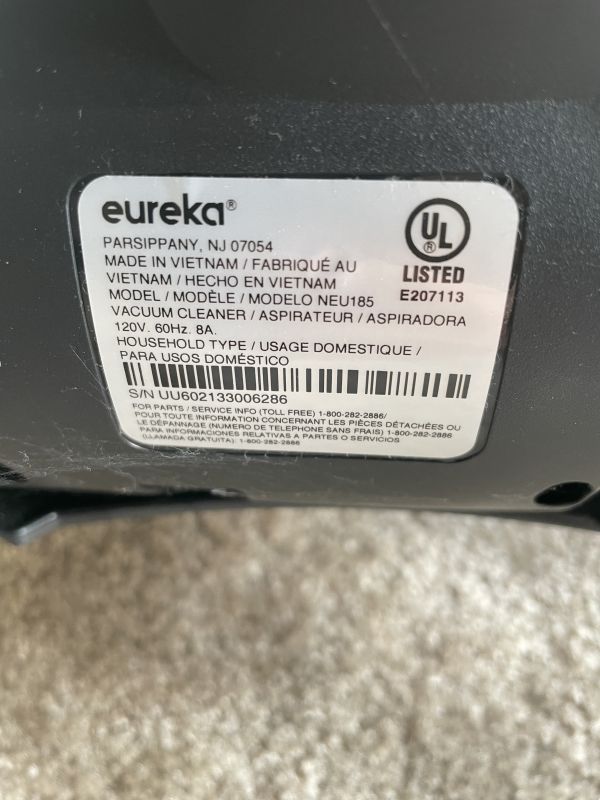 eureka®
PARSIPPANY, NJ 07054
MADE IN VIETNAM / FABRIQUÉ AU
VIETNAM / HECHO EN VIETNAM
MODEL / MODÈLE / MODELO NEU185
VACUUM CLEANER / ASPIRATEUR / ASPIRADORA
120V. 60Hz. 8A.
HOUSEHOLD TYPE / USAGE DOMESTIQUE /
PARA USOS DOMÉSTICO
S/N UU602133006286
FOR PARTS / SERVICE INFO (TOLL FREE) 1-800-282-2886/
POUR TOUTE INFORMATION CONCERNANT LES PIÈCES DÉTACHÉES OU
LE DÉPANNAGE (NUMERO DE TELEPHONE SANS FRAIS) 1-800-282-2886
PARA INFORMACIONES RELATIVAS A PARTES O SERVICIOS
(LLAMADA GRATUITA): 1-800-282-2886
UL ®
LISTED
E207113